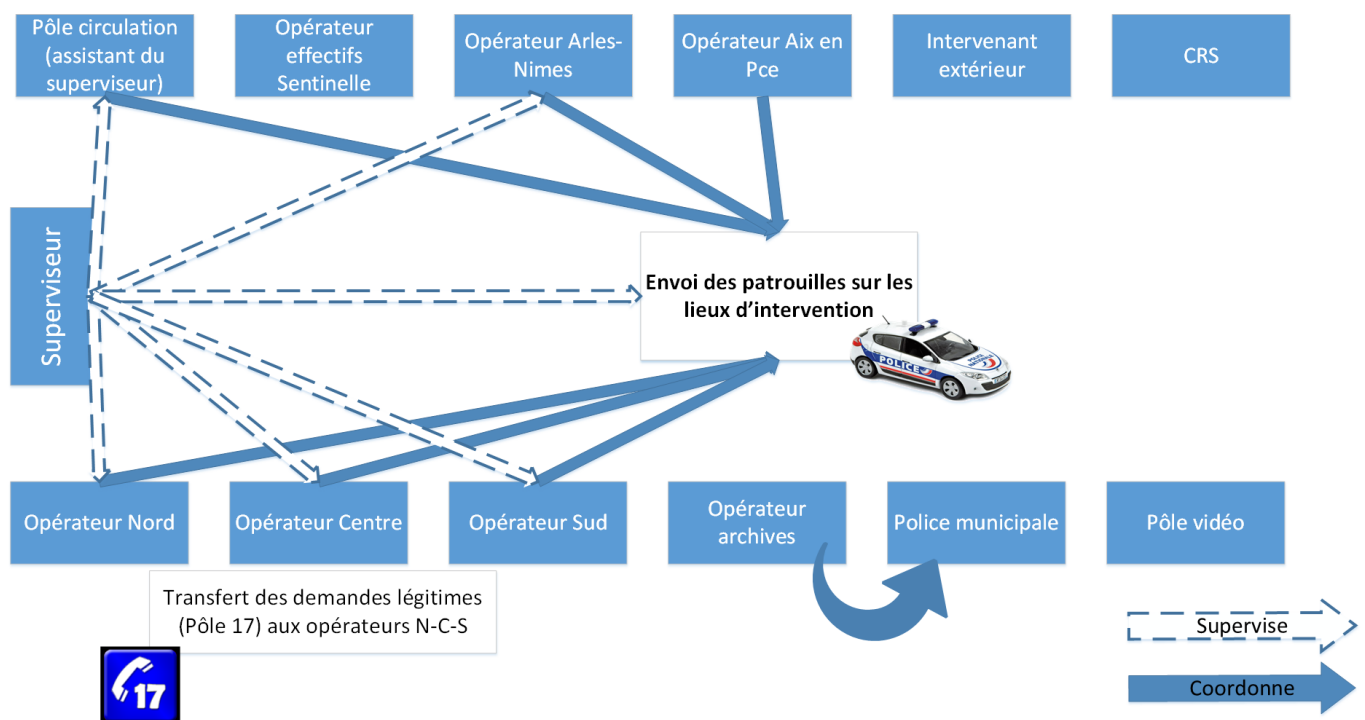 Pôle circulation
(assistant du
superviseur)
Opérateur
effectifs
Sentinelle
Opérateur Arles-
Nimes
Opérateur Aix en
Pce
Intervenant
extérieur
CRS
Superviseur
Envoi des patrouilles sur les
lieux d’intervention
POLICE
POLICE
NATIONALE
Opérateur Nord
Opérateur Centre
Opérateur Sud
Opérateur
archives
Police municipale
Pôle vidéo
Transfert des demandes légitimes
(Pôle 17) aux opérateurs N-C-S
17
Supervise
Coordonne